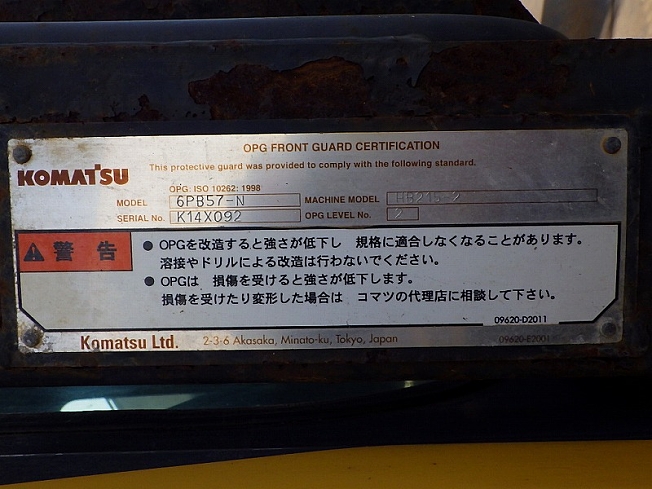 OPG FRONT GUARD CERTIFICATION
This protective guard was provided to comply with the following standard.
KOMATSU
OPG: ISO 10262: 1998
MODEL 6PB57-N MACHINE MODEL
SERIAL No. K14X092 OPG LEVEL No. 2
警告
● OPGを改造すると強さが低下し 規格に適合しなくなることがあります。
溶接やドリルによる改造は行わないでください。
● OPGは 損傷を受けると強さが低下します。
損傷を受けたり変形した場合は コマツの代理店に相談して下さい。
09620-D2011
Komatsu Ltd. 2-3-6 Akasaka, Minato-ku, Tokyo, Japan